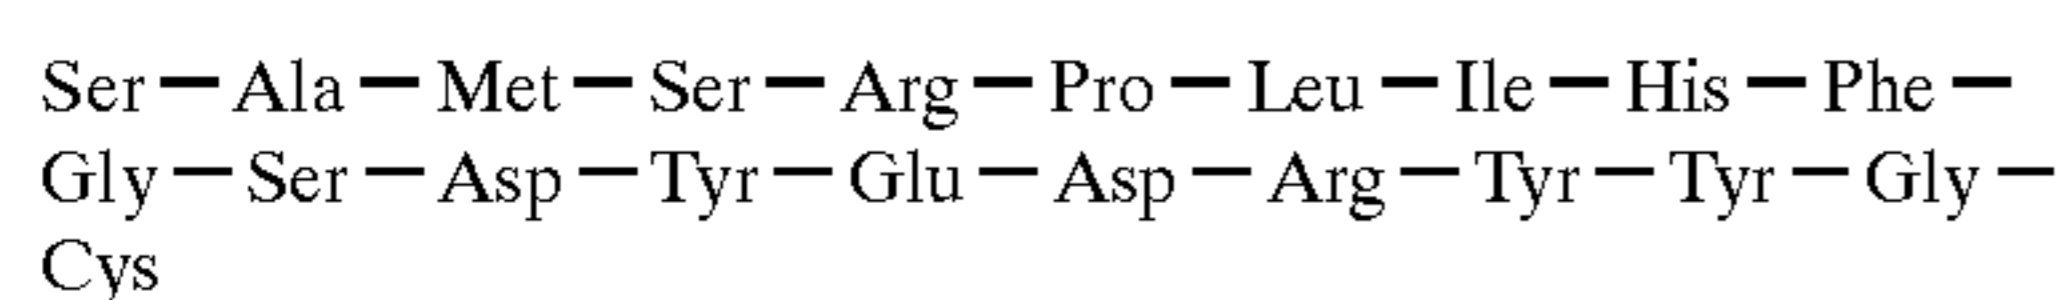 Ser — Ala — Met — Ser — Arg — Pro — Leu — Ile — His — Phe —
Gly — Ser — Asp — Tyr — Glu — Asp — Arg — Tyr — Tyr — Gly —
Cys